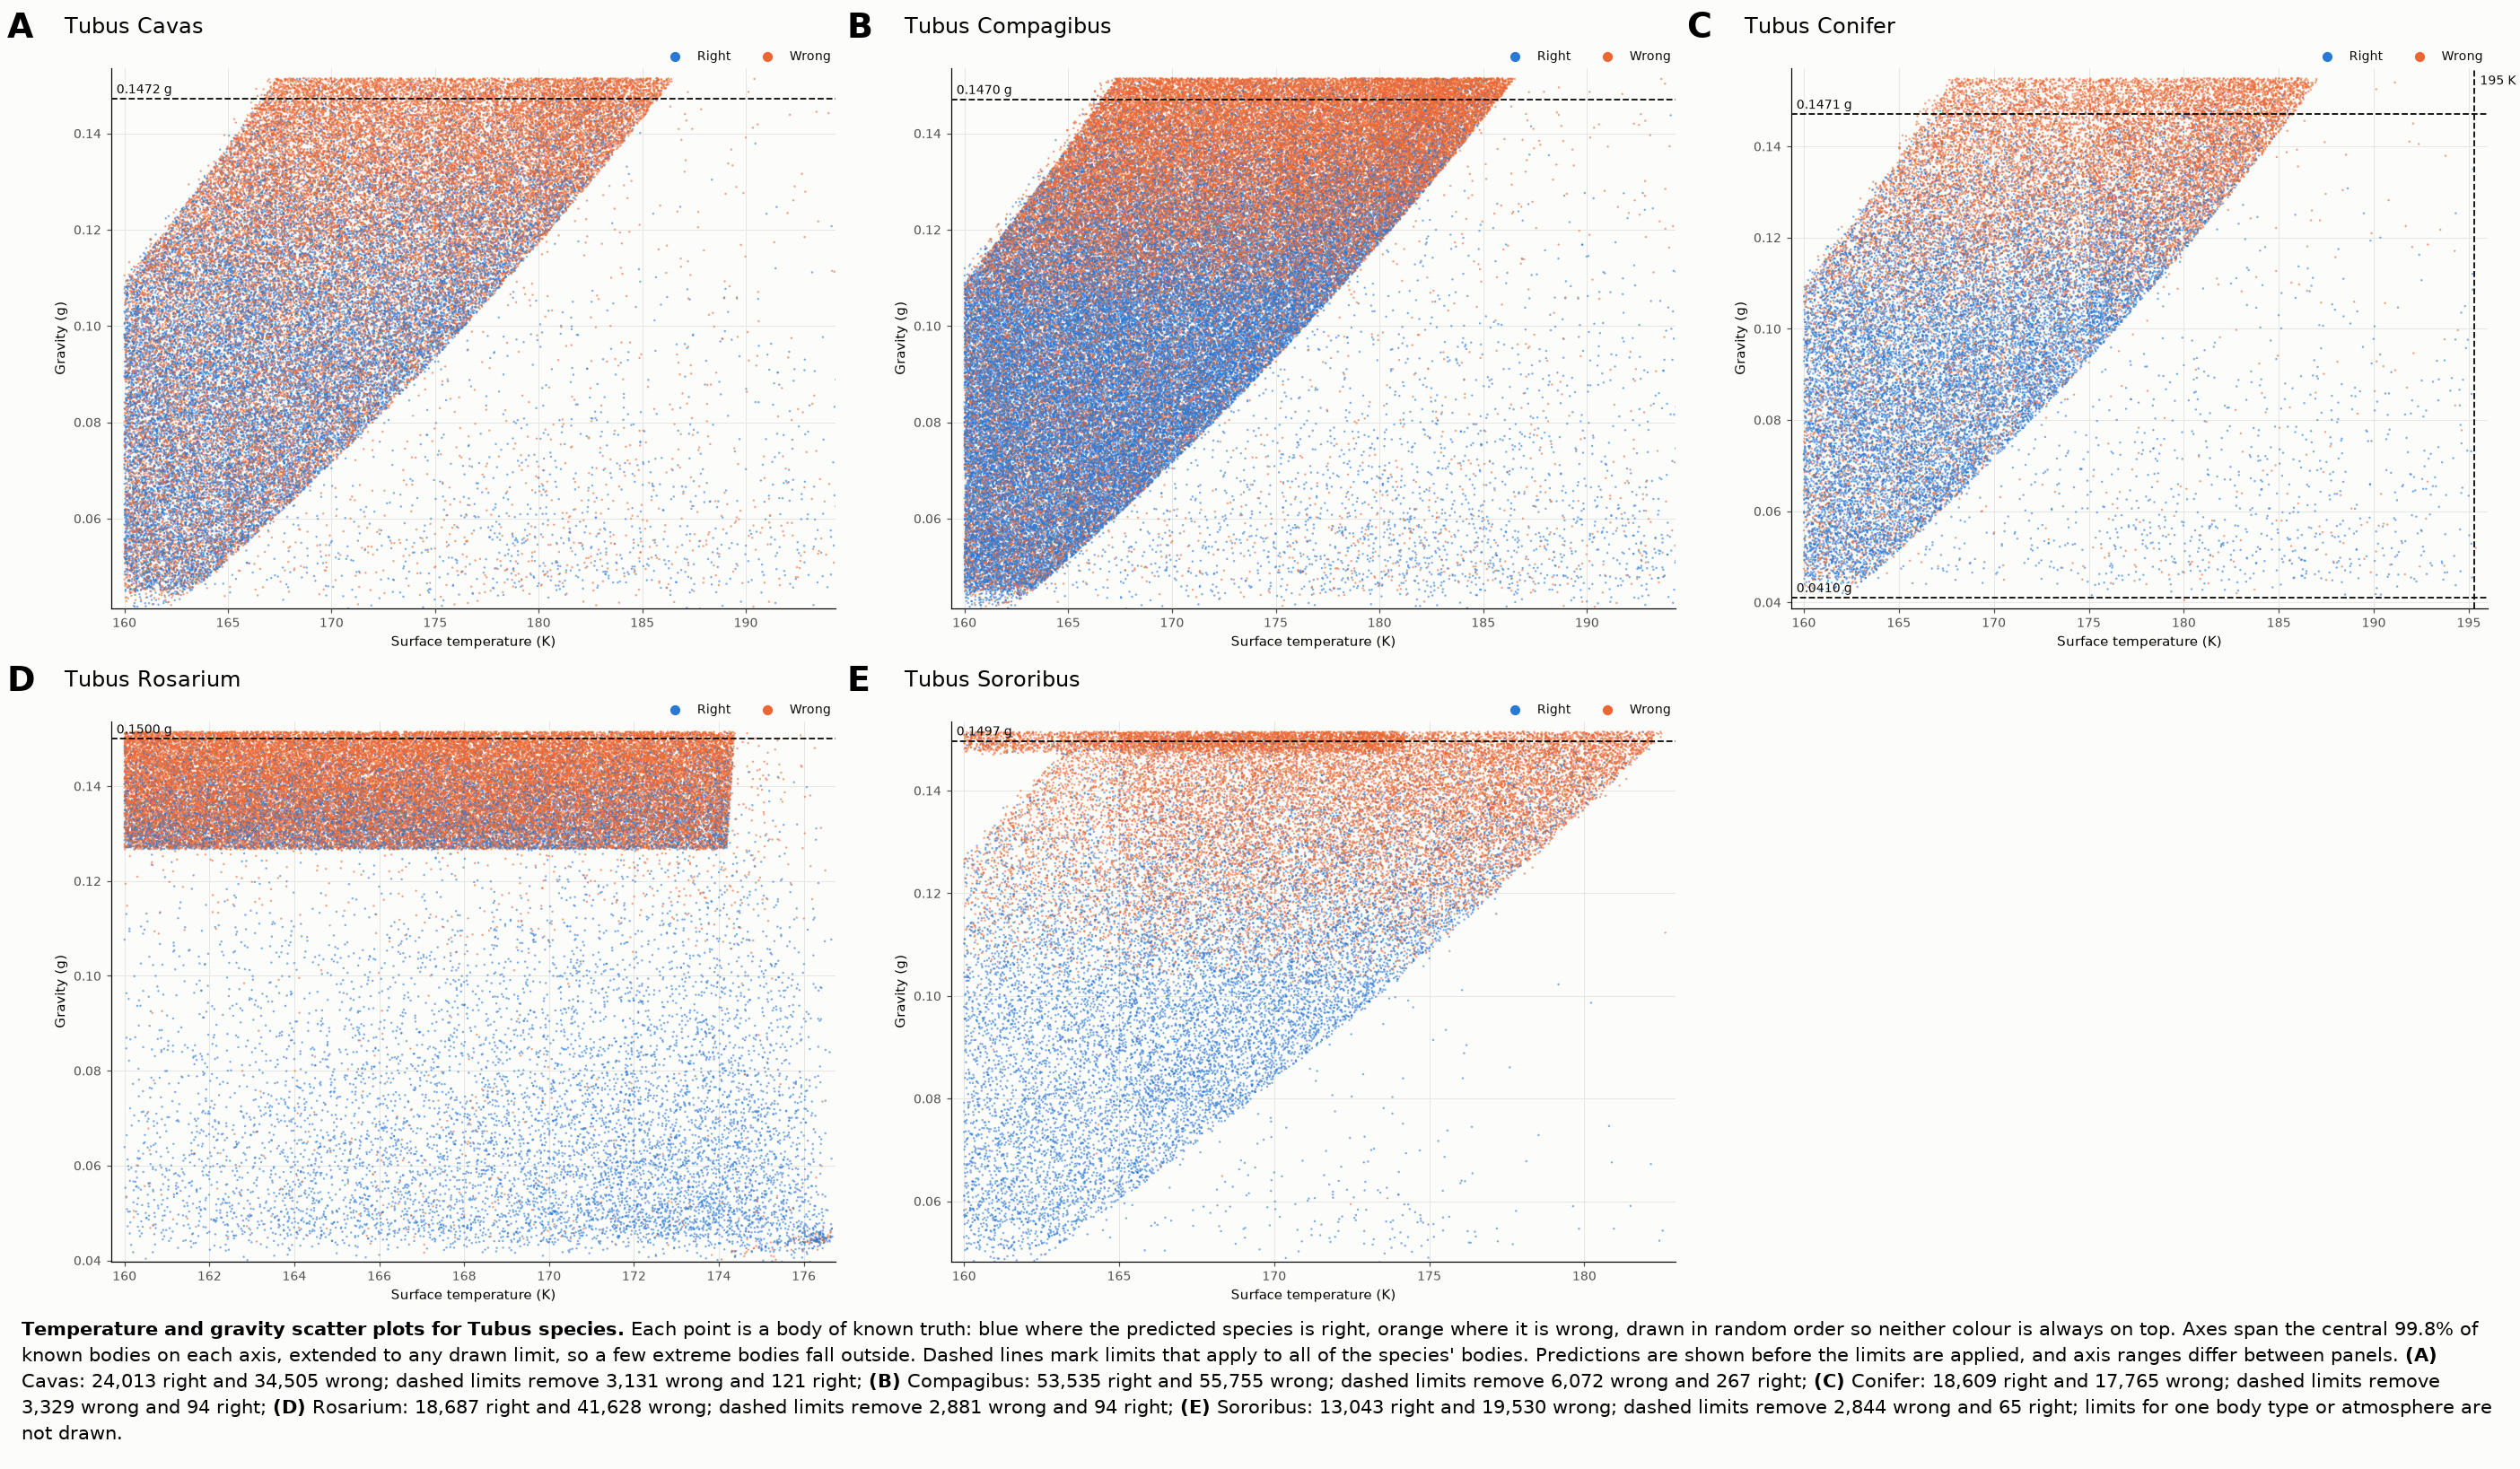 A Tubus Cavas
Right Wrong
0.1472 g
0.14
0.12
0.10
0.08
0.06
Gravity (g)
160 165 170 175 180 185 190
Surface temperature (K)
B Tubus Compagibus
Right Wrong
0.1470 g
0.14
0.12
0.10
0.08
0.06
Gravity (g)
160 165 170 175 180 185 190
Surface temperature (K)
C Tubus Conifer
Right Wrong
195 K
0.1471 g
0.14
0.12
0.10
0.08
0.06
0.0410 g
0.04
Gravity (g)
160 165 170 175 180 185 190 195
Surface temperature (K)
D Tubus Rosarium
Right Wrong
0.1500 g
0.14
0.12
0.10
0.08
0.06
0.04
Gravity (g)
160 162 164 166 168 170 172 174 176
Surface temperature (K)
E Tubus Sororibus
Right Wrong
0.1497 g
0.14
0.12
0.10
0.08
0.06
Gravity (g)
160 165 170 175 180
Surface temperature (K)
Temperature and gravity scatter plots for Tubus species. Each point is a body of known truth: blue where the predicted species is right, orange where it is wrong, drawn in random order so neither colour is always on top. Axes span the central 99.8% of
known bodies on each axis, extended to any drawn limit, so a few extreme bodies fall outside. Dashed lines mark limits that apply to all of the species' bodies. Predictions are shown before the limits are applied, and axis ranges differ between panels. (A)
Cavas: 24,013 right and 34,505 wrong; dashed limits remove 3,131 wrong and 121 right; (B) Compagibus: 53,535 right and 55,755 wrong; dashed limits remove 6,072 wrong and 267 right; (C) Conifer: 18,609 right and 17,765 wrong; dashed limits remove
3,329 wrong and 94 right; (D) Rosarium: 18,687 right and 41,628 wrong; dashed limits remove 2,881 wrong and 94 right; (E) Sororibus: 13,043 right and 19,530 wrong; dashed limits remove 2,844 wrong and 65 right; limits for one body type or atmosphere are
not drawn.